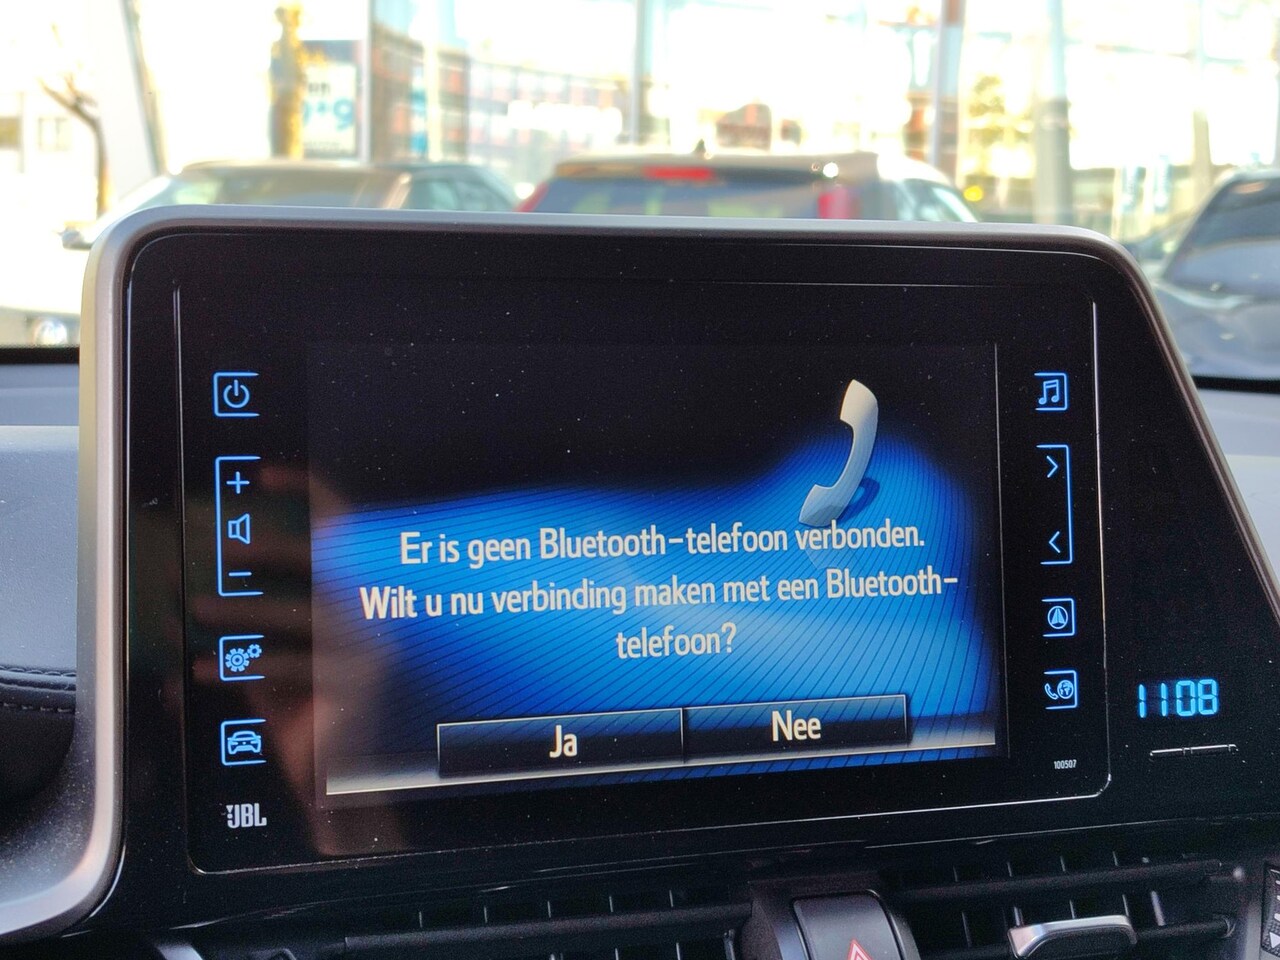 Er is geen Bluetooth-telefoon verbonden.
Wilt u nu verbinding maken met een Bluetooth-
telefoon?
Ja
Nee
JBL
100507
1108